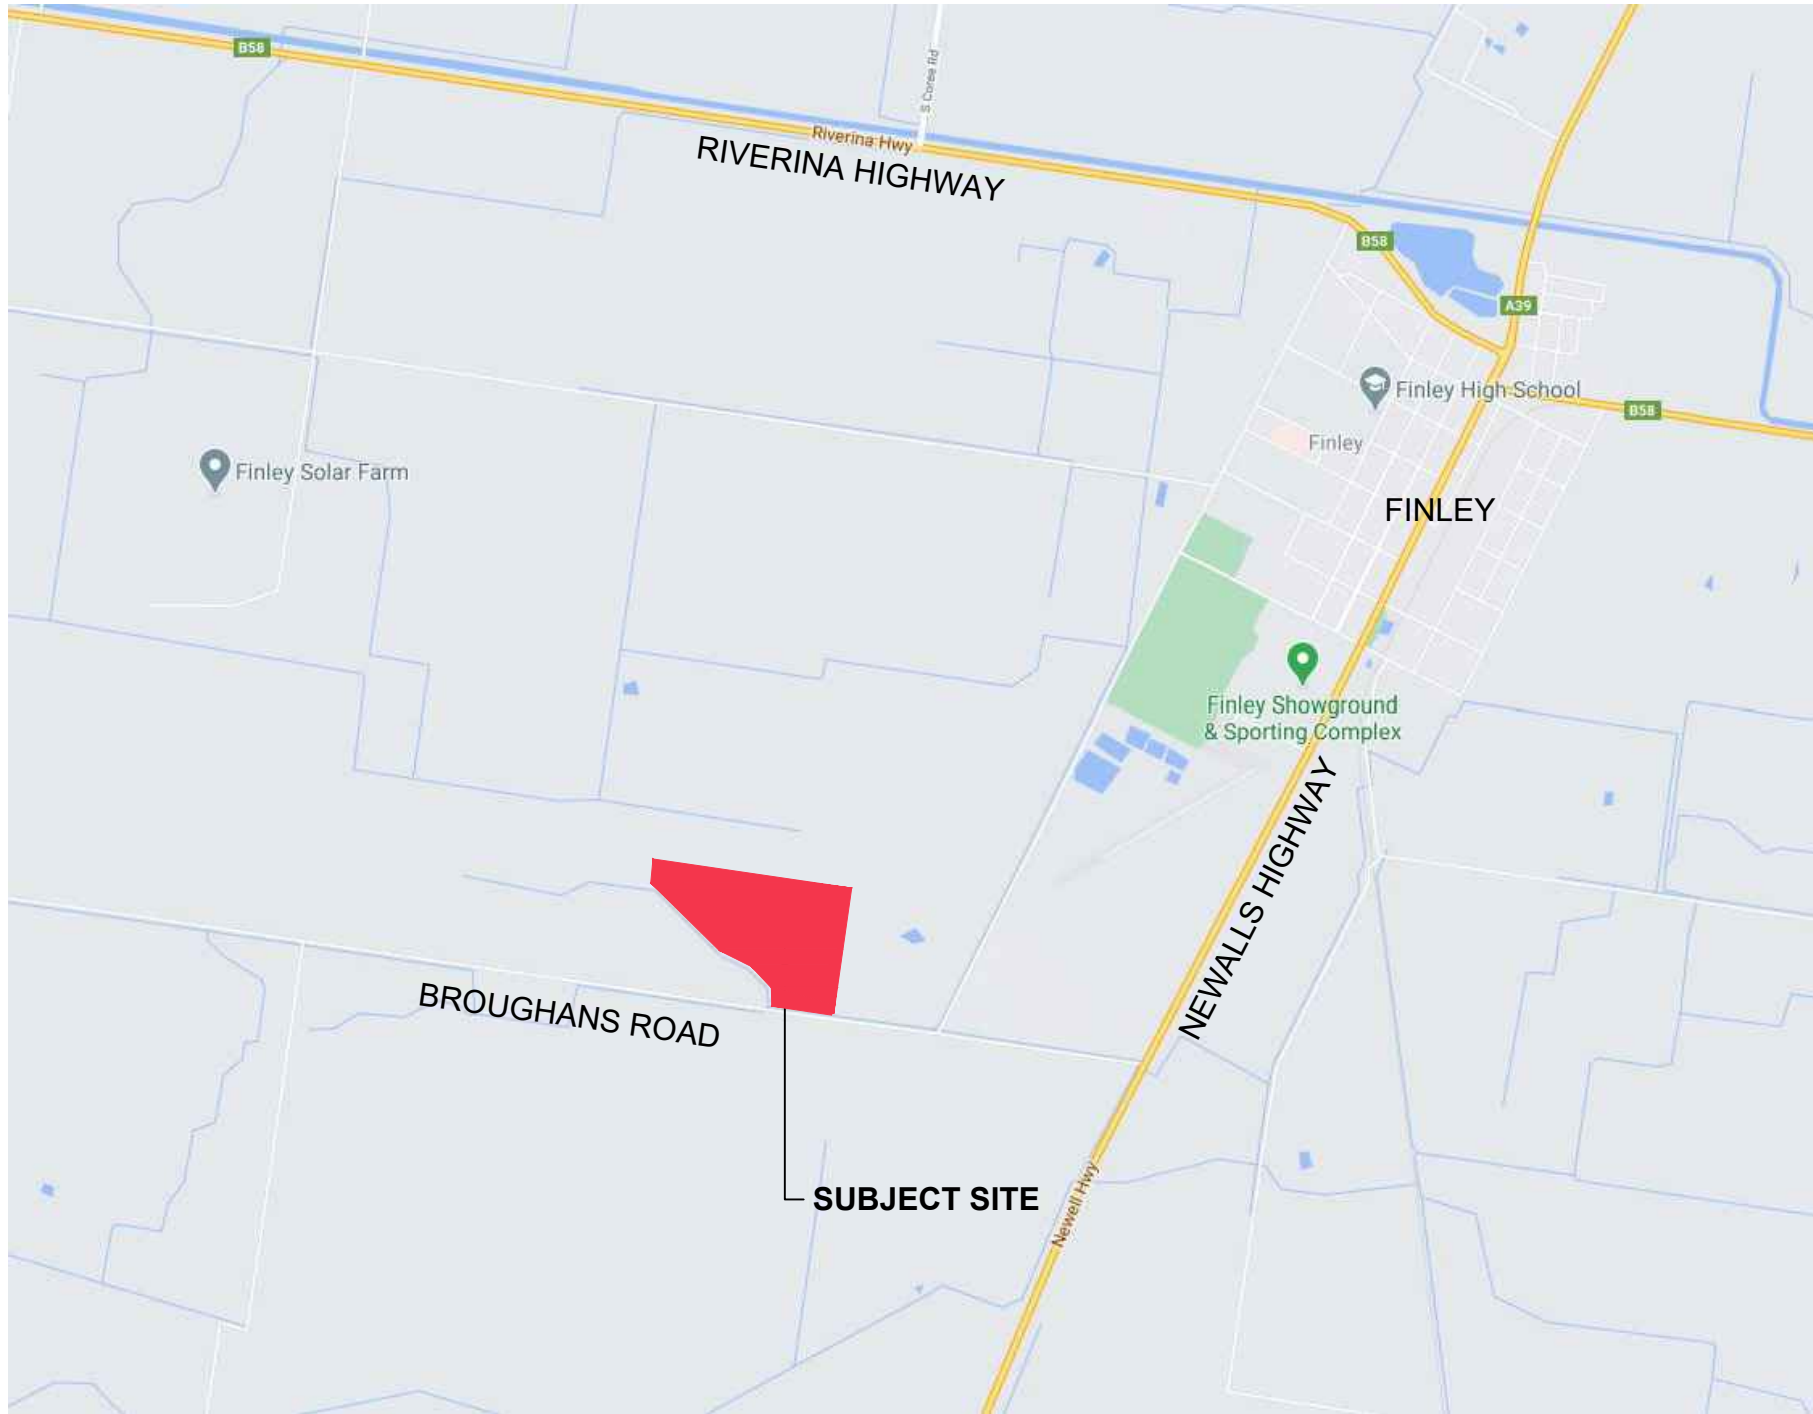 B58
S Coree Rd
Riverina Hwy
RIVERINA HIGHWAY
B58
A39
Finley High School
B58
Finley
Finley Solar Farm
FINLEY
Finley Showground
& Sporting Complex
NEWALLS HIGHWAY
BROUGHANS ROAD
SUBJECT SITE
Newell Hwy